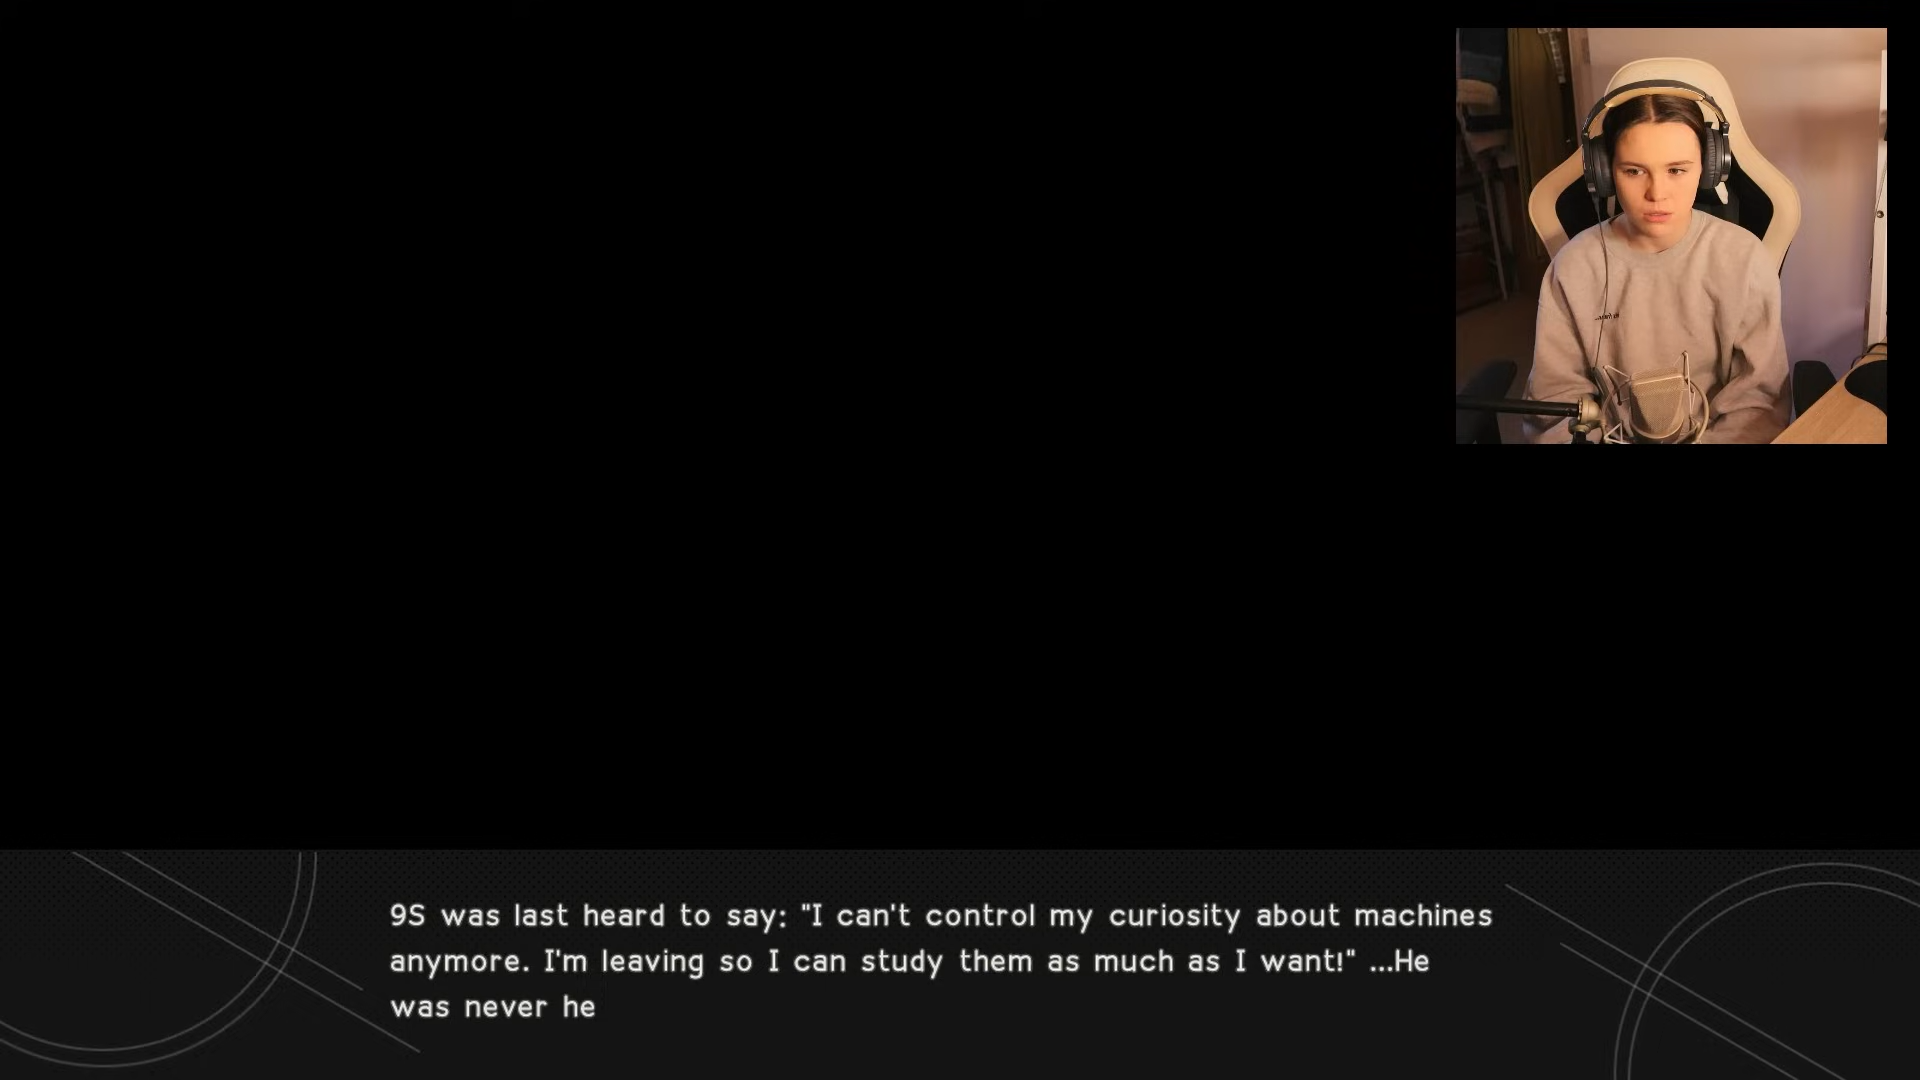 9S was last heard to say: "I can't control my curiosity about machines
anymore. I'm leaving so I can study them as much as I want!" ...He
was never he